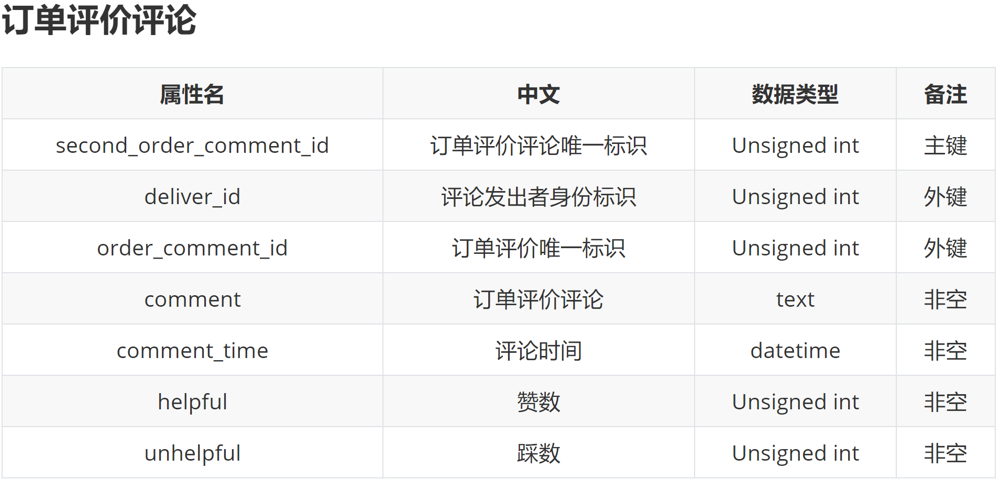 订单评价评论
属性名 中文 数据类型 备注
second_order_comment_id 订单评价评论唯一标识 Unsigned int 主键
deliver_id 评论发出者身份标识 Unsigned int 外键
order_comment_id 订单评价唯一标识 Unsigned int 外键
comment 订单评价评论 text 非空
comment_time 评论时间 datetime 非空
helpful 赞数 Unsigned int 非空
unhelpful 踩数 Unsigned int 非空